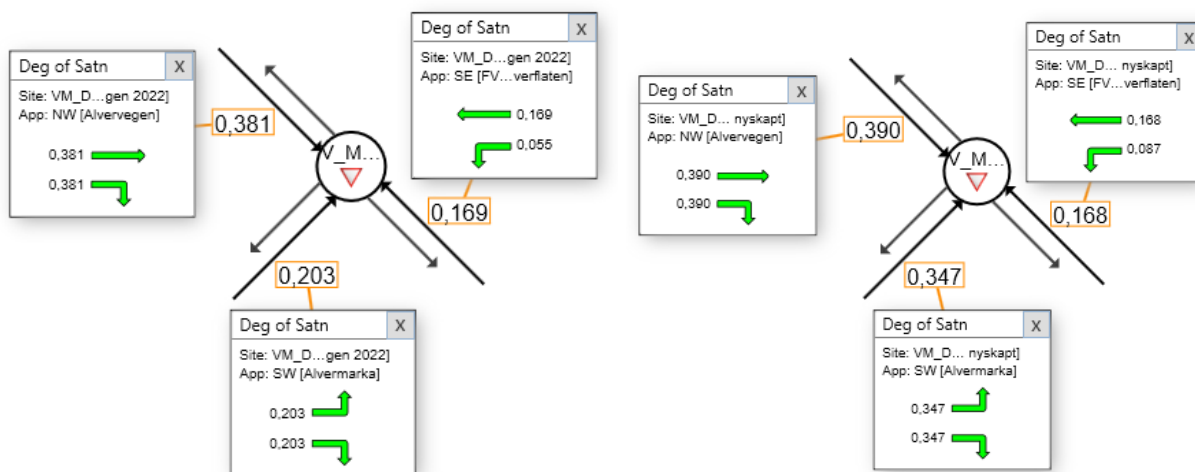 Deg of Satn X
Site: VM_D...gen 2022]
App: NW [Alvervegen]
0,381
0,381
0,381
Deg of Satn X
Site: VM_D...gen 2022]
App: SE [FV...verflaten]
0,169
0,055
0,169
V_M...
0,203
Deg of Satn X
Site: VM_D...gen 2022]
App: SW [Alvermarka]
0,203
0,203
Deg of Satn X
Site: VM_D... nyskapt]
App: NW [Alvervegen]
0,390
0,390
0,390
Deg of Satn X
Site: VM_D... nyskapt]
App: SE [FV...verflaten]
0,168
0,087
0,168
V_M...
0,347
Deg of Satn X
Site: VM_D... nyskapt]
App: SW [Alvermarka]
0,347
0,347